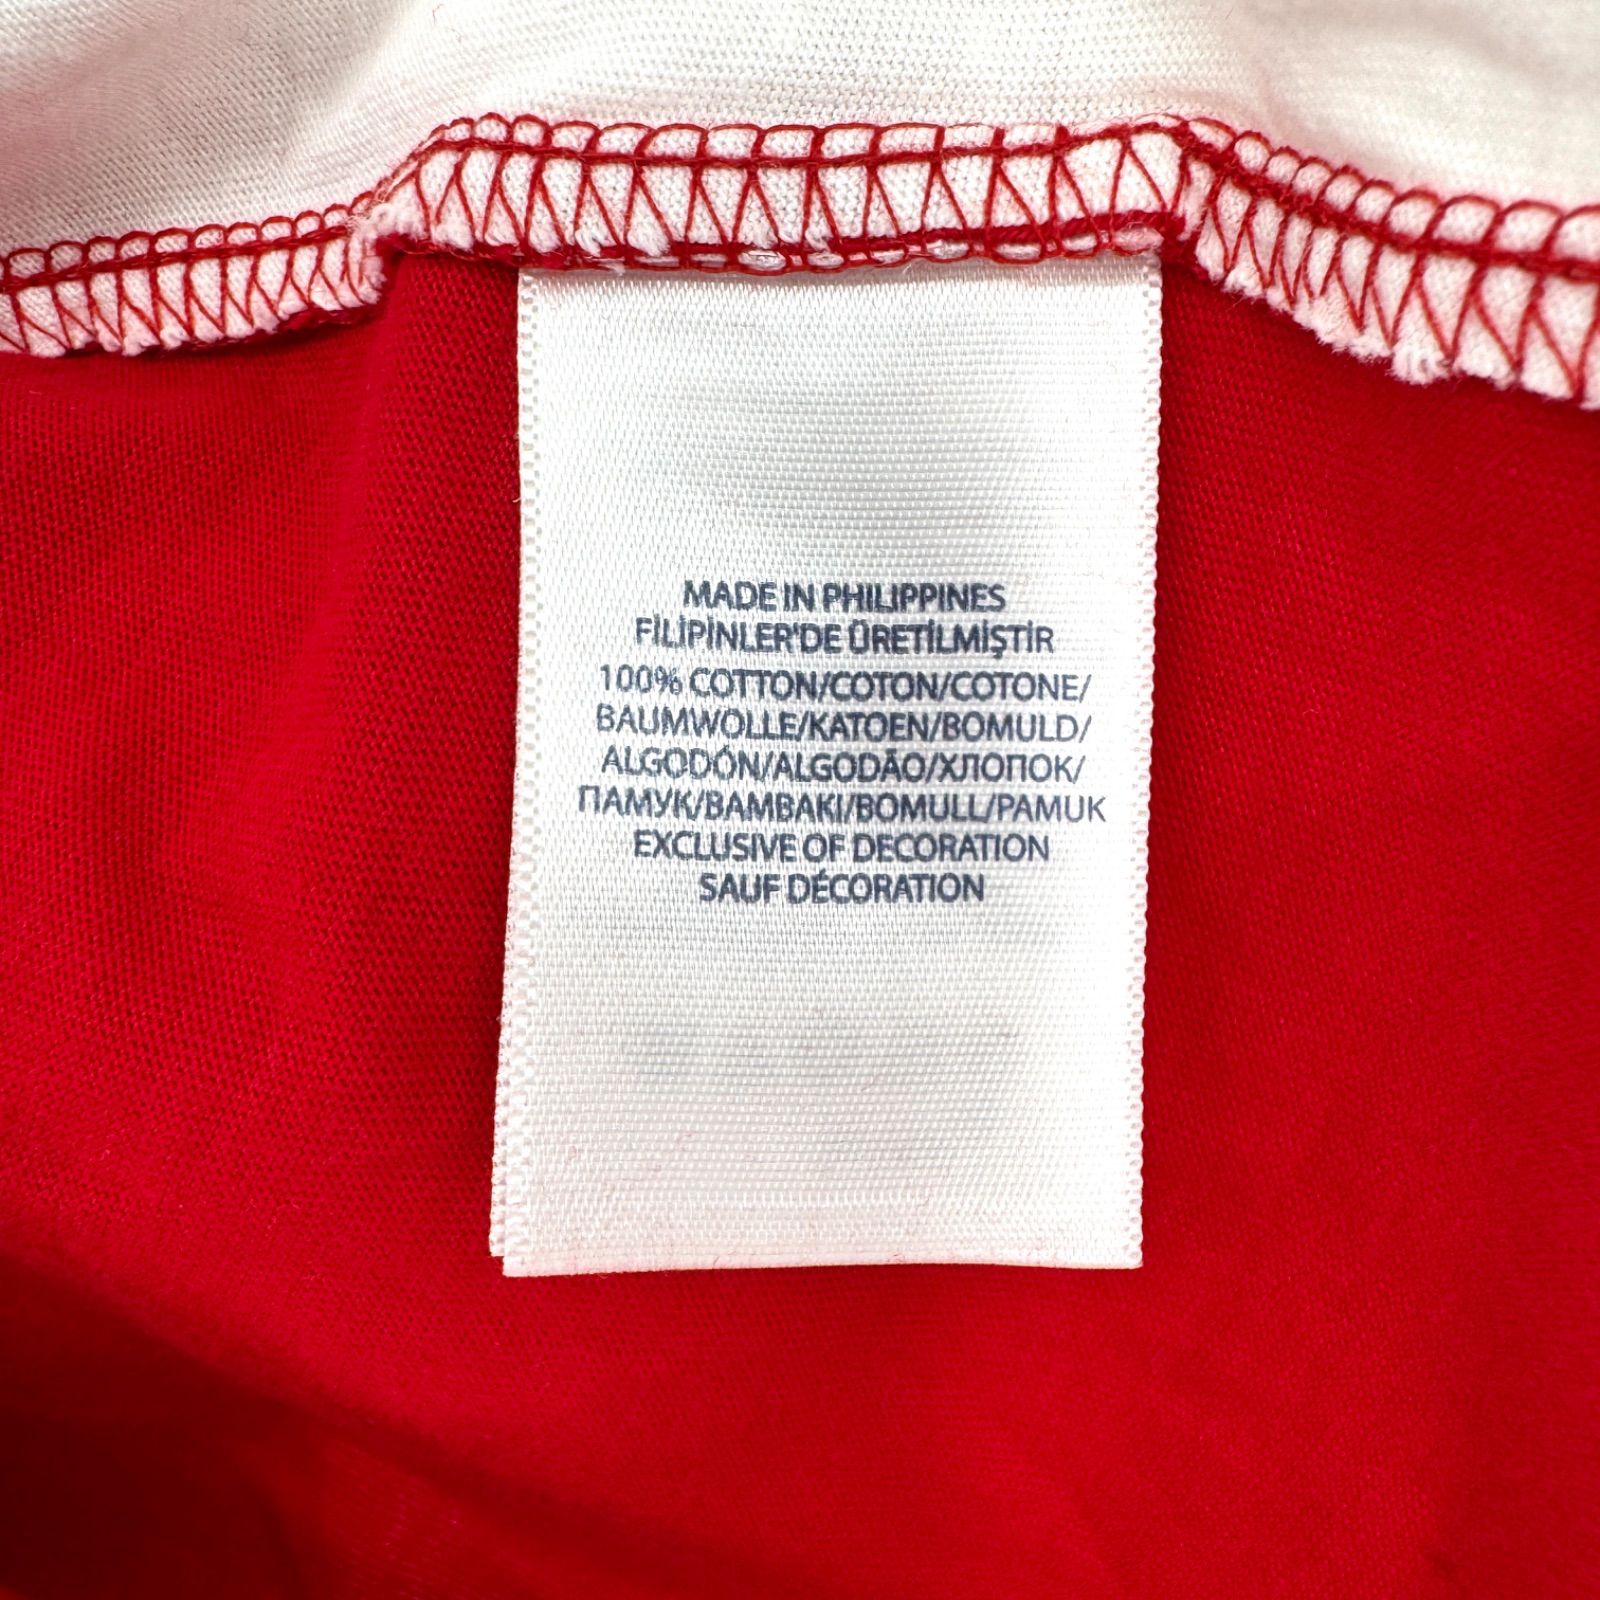 MADE IN PHILIPPINES
FİLİPİNLER'DE ÜRETİLMİŞTİR
100% COTTON/COTON/COTONE/
BAUMWOLLE/KATOEN/BOMULD/
ALGODÓN/ALGODÃO/ХЛОПОК/
ПАМУК/BAMBAKI/BOMULL/PAMUK
EXCLUSIVE OF DECORATION
SAUF DÉCORATION